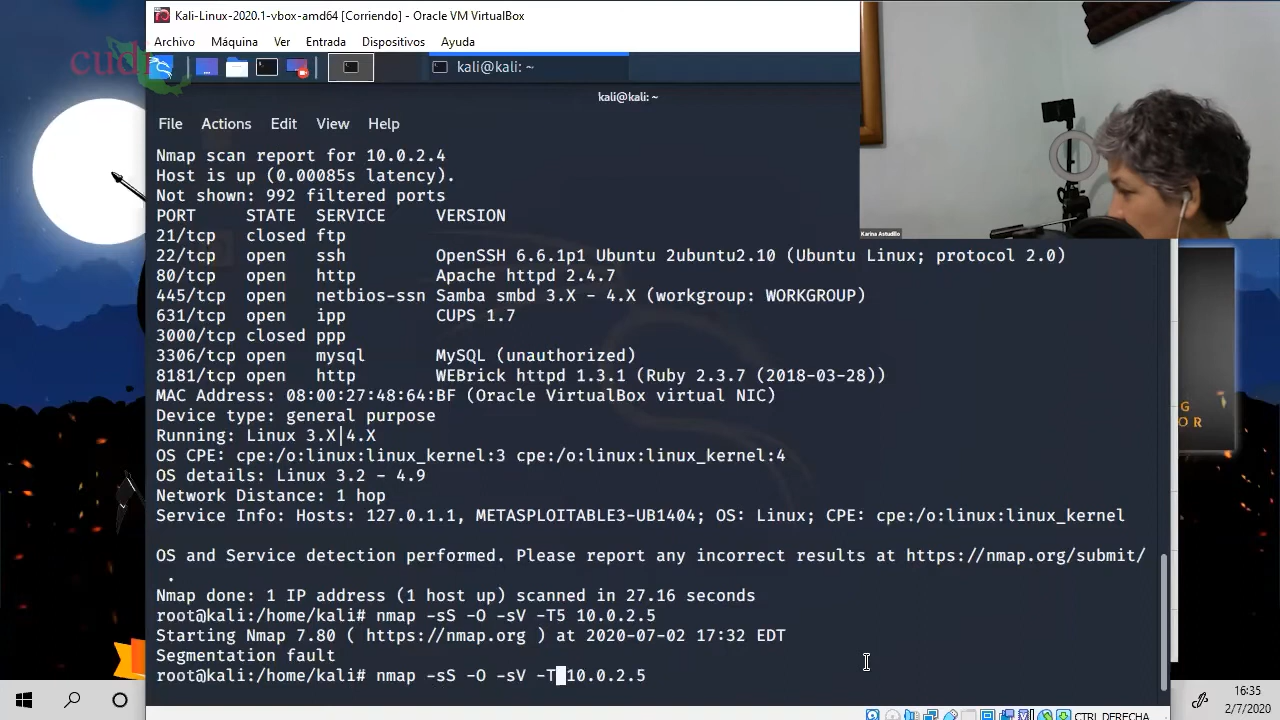 Kali-Linux-2020.1-vbox-amd64 [Corriendo] - Oracle VM VirtualBox
Archivo Máquina Ver Entrada Dispositivos Ayuda
kali@kali: ~
kali@kali: ~
File Actions Edit View Help
Nmap scan report for 10.0.2.4
Host is up (0.00085s latency).
Not shown: 992 filtered ports
PORT STATE SERVICE VERSION
21/tcp closed ftp
22/tcp open ssh OpenSSH 6.6.1p1 Ubuntu 2ubuntu2.10 (Ubuntu Linux; protocol 2.0)
80/tcp open http Apache httpd 2.4.7
445/tcp open netbios-ssn Samba smbd 3.X - 4.X (workgroup: WORKGROUP)
631/tcp open ipp CUPS 1.7
3000/tcp closed ppp
3306/tcp open mysql MySQL (unauthorized)
8181/tcp open http WEBrick httpd 1.3.1 (Ruby 2.3.7 (2018-03-28))
MAC Address: 08:00:27:48:64:BF (Oracle VirtualBox virtual NIC)
Device type: general purpose
Running: Linux 3.X|4.X
OS CPE: cpe:/o:linux:linux_kernel:3 cpe:/o:linux:linux_kernel:4
OS details: Linux 3.2 - 4.9
Network Distance: 1 hop
Service Info: Hosts: 127.0.1.1, METASPLOITABLE3-UB1404; OS: Linux; CPE: cpe:/o:linux:linux_kernel
OS and Service detection performed. Please report any incorrect results at https://nmap.org/submit/
.
Nmap done: 1 IP address (1 host up) scanned in 27.16 seconds
root@kali:/home/kali# nmap -sS -O -sV -T5 10.0.2.5
Starting Nmap 7.80 ( https://nmap.org ) at 2020-07-02 17:32 EDT
Segmentation fault
root@kali:/home/kali# nmap -sS -O -sV -T 10.0.2.5
Karina Astudillo
CTRL DERECHA
16:35
2/7/2020